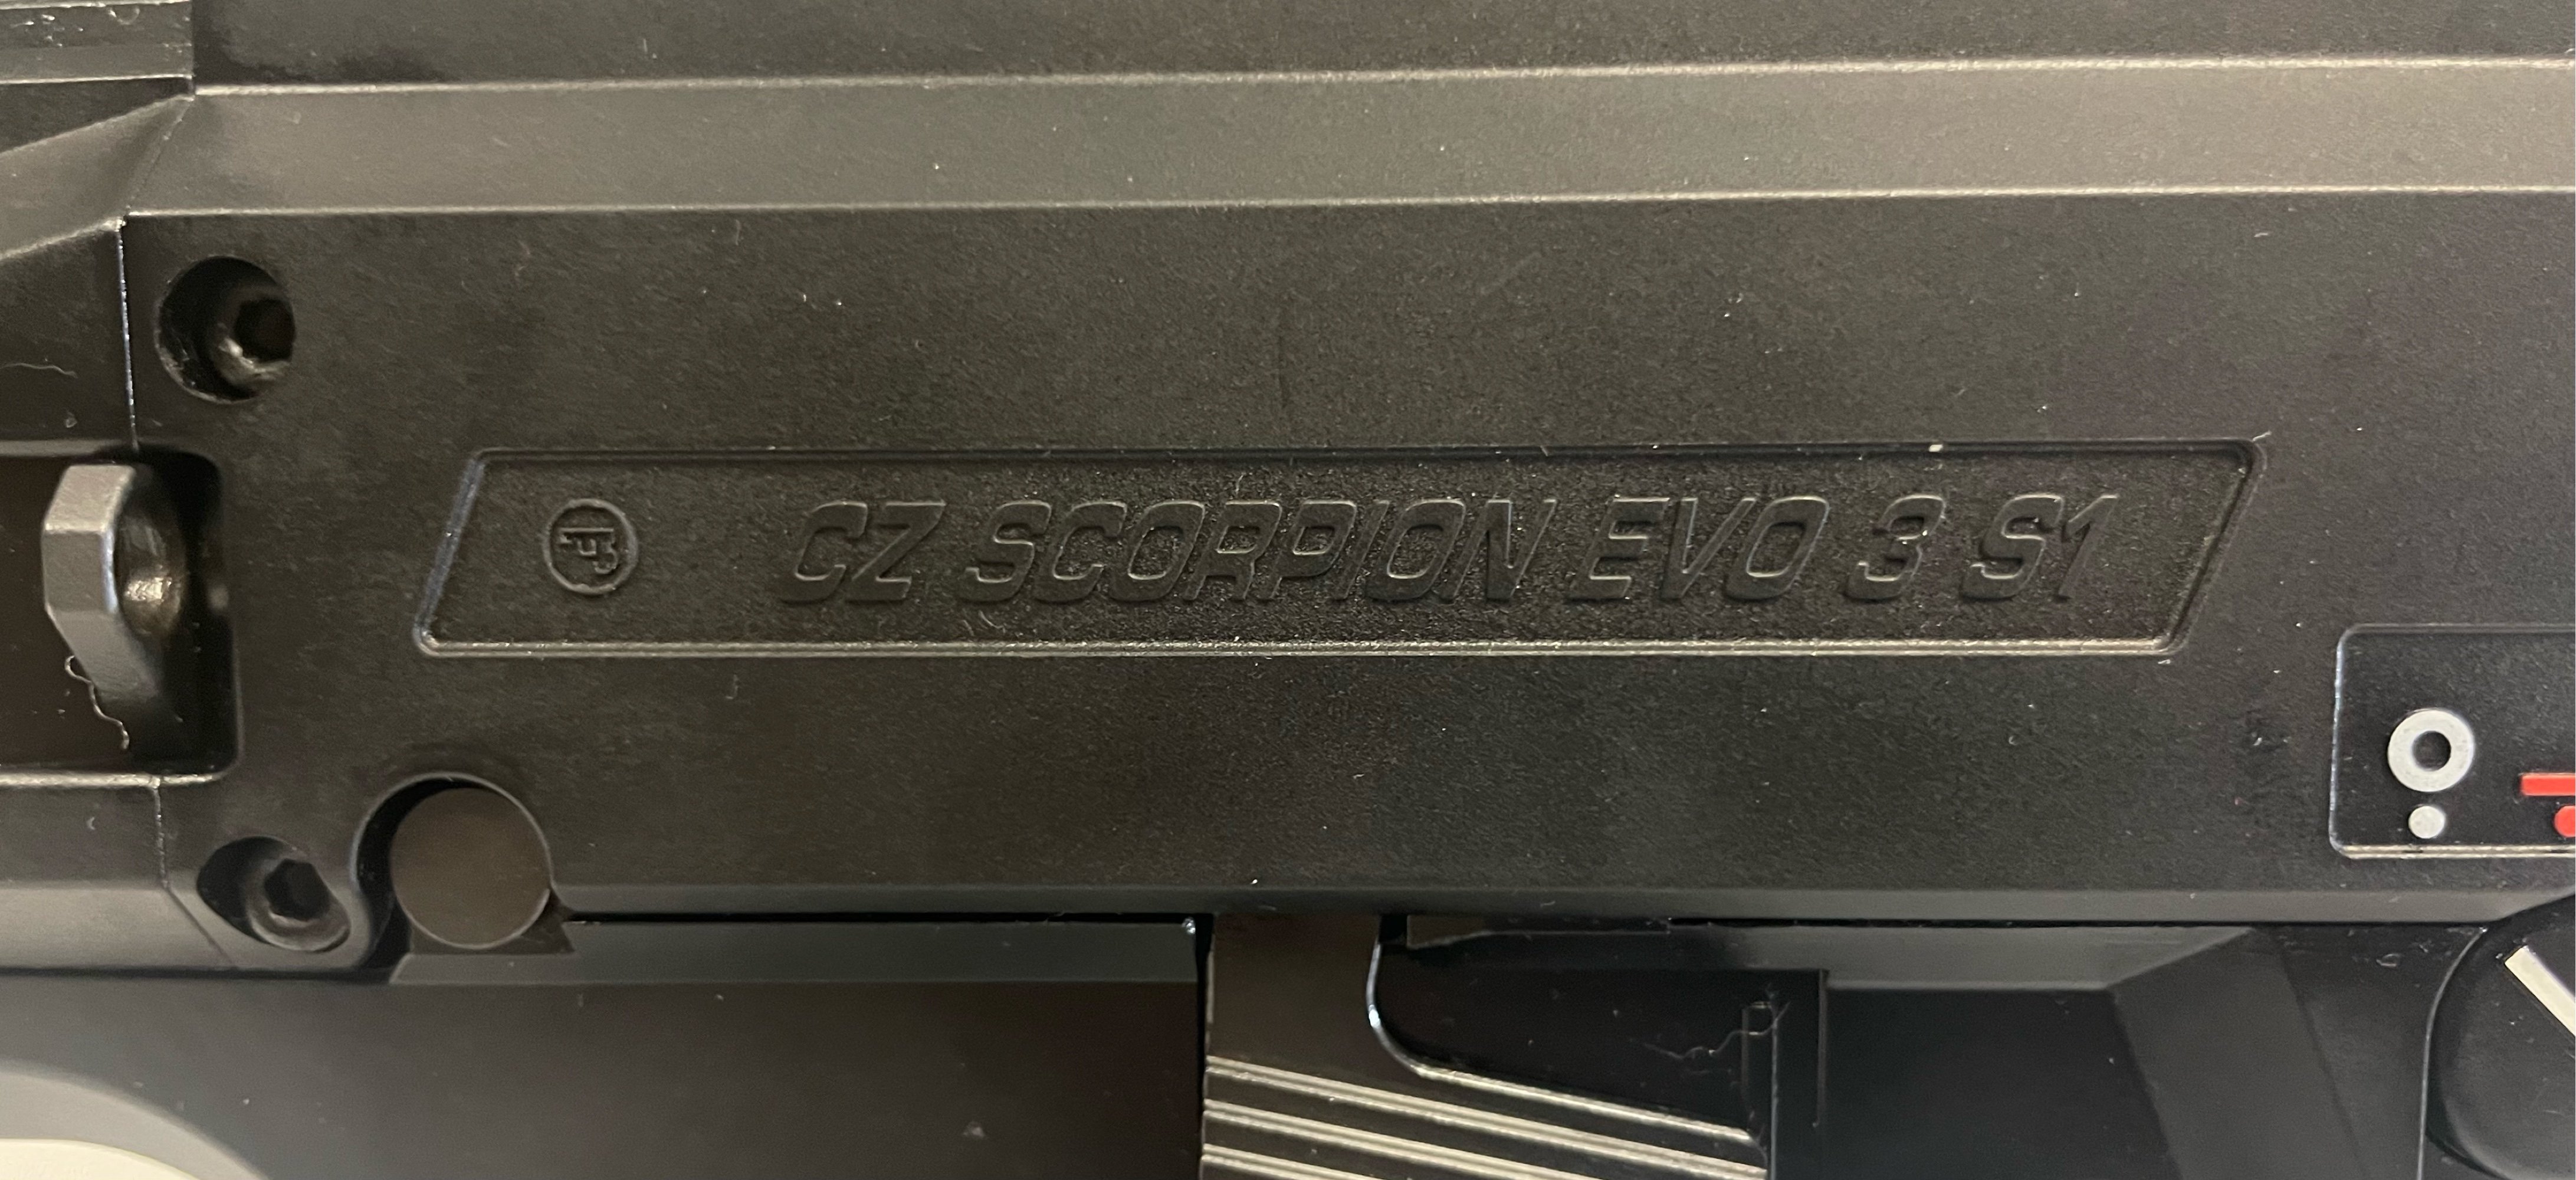 CZ SCORPION EVO 3 S1